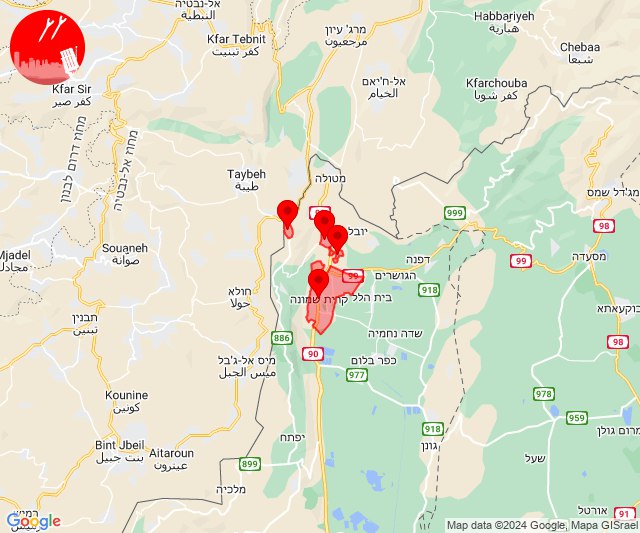 אל-נבטיה
النبطية
Habbariyeh
هبارية
Kfar Tebnit
كفر تبنيت
מרג' עיון
مرجعيون
Chebaa
شبعا
Kfar Sir
كفر صير
אל-ח'יאם
الخيام
Kfarchouba
كفر شوبا
מחוז אל-נבטיה
מחוז דרום לבנון
Taybeh
طيبة
מטולה
מג'דל שמס
999
98
יובל
Souaneh
صوانة
Mjadel
مجادل
99
דפנה
הגושרים
99
מסעדה
918
חולא
حولا
קרית שמונה
בית הלל
בוקעאתא
תבנין
تبنين
886
שדה נחמיה
98
90
מיס אל-ג'בל
ميس الجبل
כפר בלום
977
Kounine
كونين
978
959
918
מרום גולן
Bint Jbeil
بنت جبيل
יפתח
גונן
Aitaroun
عيترون
899
שעל
מלכיה
אורטל
91
Google
Map data ©2024 Google, Mapa GISrael